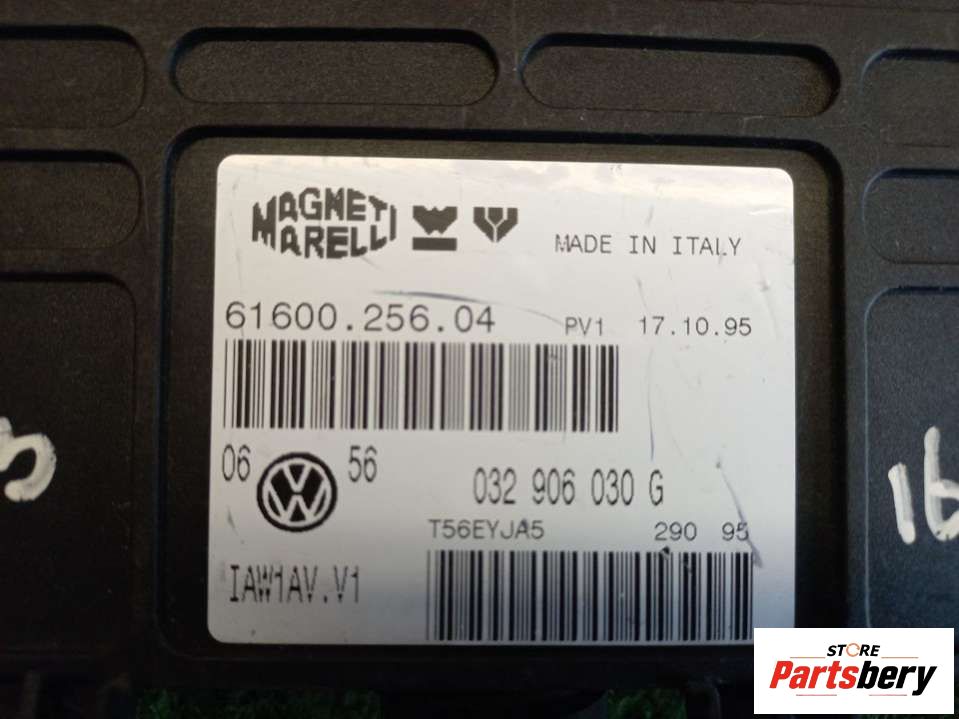 MAGNETI
MARELLI
MADE IN ITALY
61600.256.04 PV1 17.10.95
06 56
032 906 030 G
T56EYJA5 290 95
IAW1AV.V1
16
STORE
Partsbery